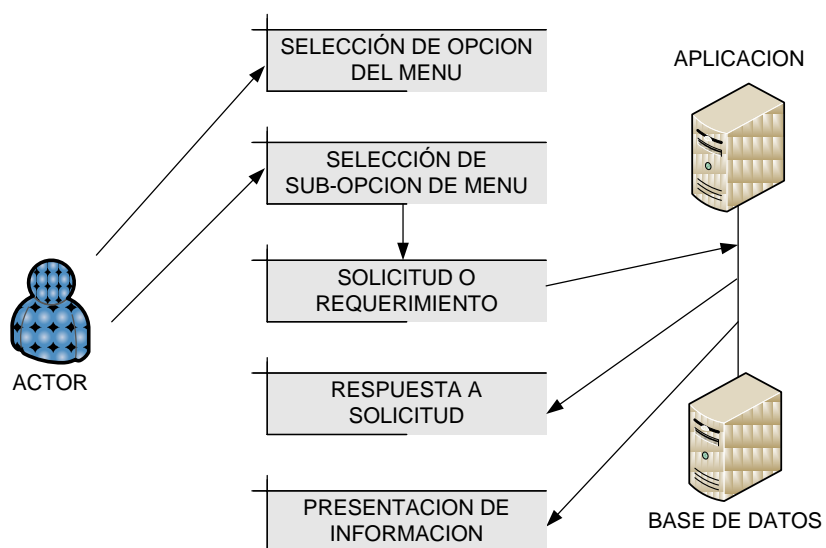 SELECCIÓN DE OPCION
DEL MENU
APLICACION
SELECCIÓN DE
SUB-OPCION DE MENU
SOLICITUD O
REQUERIMIENTO
ACTOR
RESPUESTA A
SOLICITUD
PRESENTACION DE
INFORMACION
BASE DE DATOS